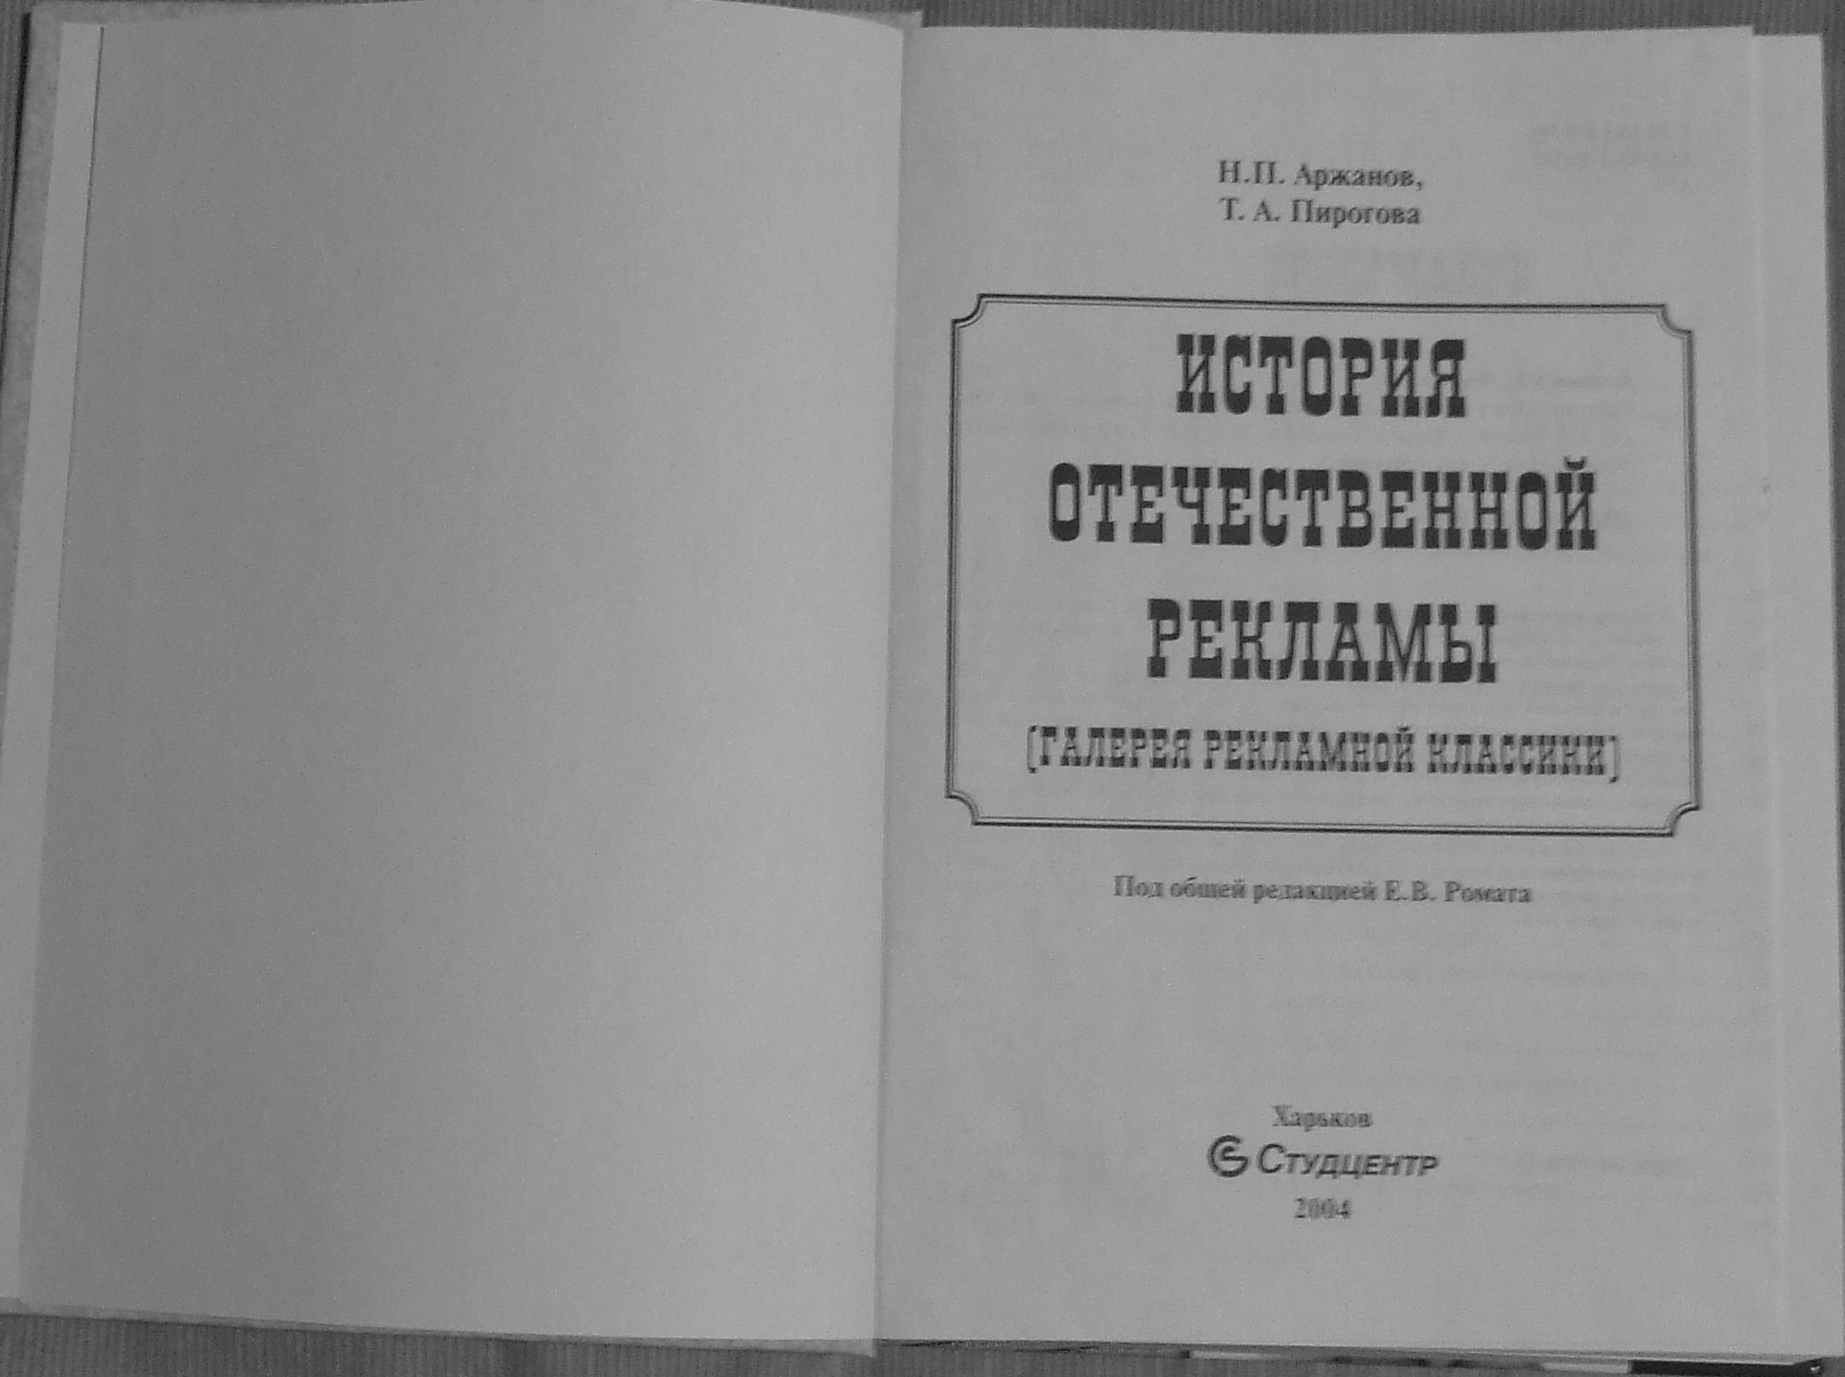 Н.П. Аржанов,
Т. А. Пирогова
ИСТОРИЯ
ОТЕЧЕСТВЕННОЙ
РЕКЛАМЫ
(ГАЛЕРЕЯ РЕКЛАМНОЙ КЛАССИКИ)
Под общей редакцией Е.В. Ромата
Харьков
СТУДЦЕНТР
2004